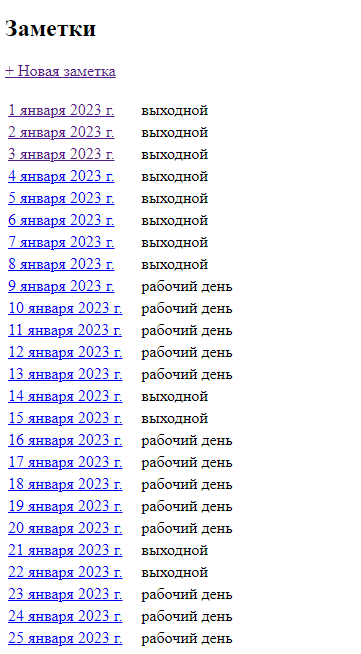 Заметки
+ Новая заметка
1 января 2023 г. выходной
2 января 2023 г. выходной
3 января 2023 г. выходной
4 января 2023 г. выходной
5 января 2023 г. выходной
6 января 2023 г. выходной
7 января 2023 г. выходной
8 января 2023 г. выходной
9 января 2023 г. рабочий день
10 января 2023 г. рабочий день
11 января 2023 г. рабочий день
12 января 2023 г. рабочий день
13 января 2023 г. рабочий день
14 января 2023 г. выходной
15 января 2023 г. выходной
16 января 2023 г. рабочий день
17 января 2023 г. рабочий день
18 января 2023 г. рабочий день
19 января 2023 г. рабочий день
20 января 2023 г. рабочий день
21 января 2023 г. выходной
22 января 2023 г. выходной
23 января 2023 г. рабочий день
24 января 2023 г. рабочий день
25 января 2023 г. рабочий день